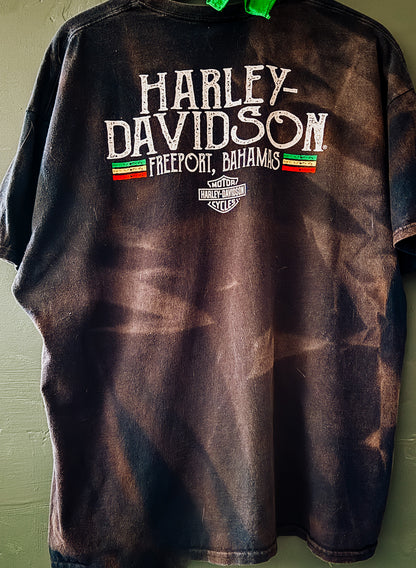 HARLEY-
DAVIDSON®
FREEPORT, BAHAMAS
MOTOR
HARLEY-DAVIDSON
CYCLES